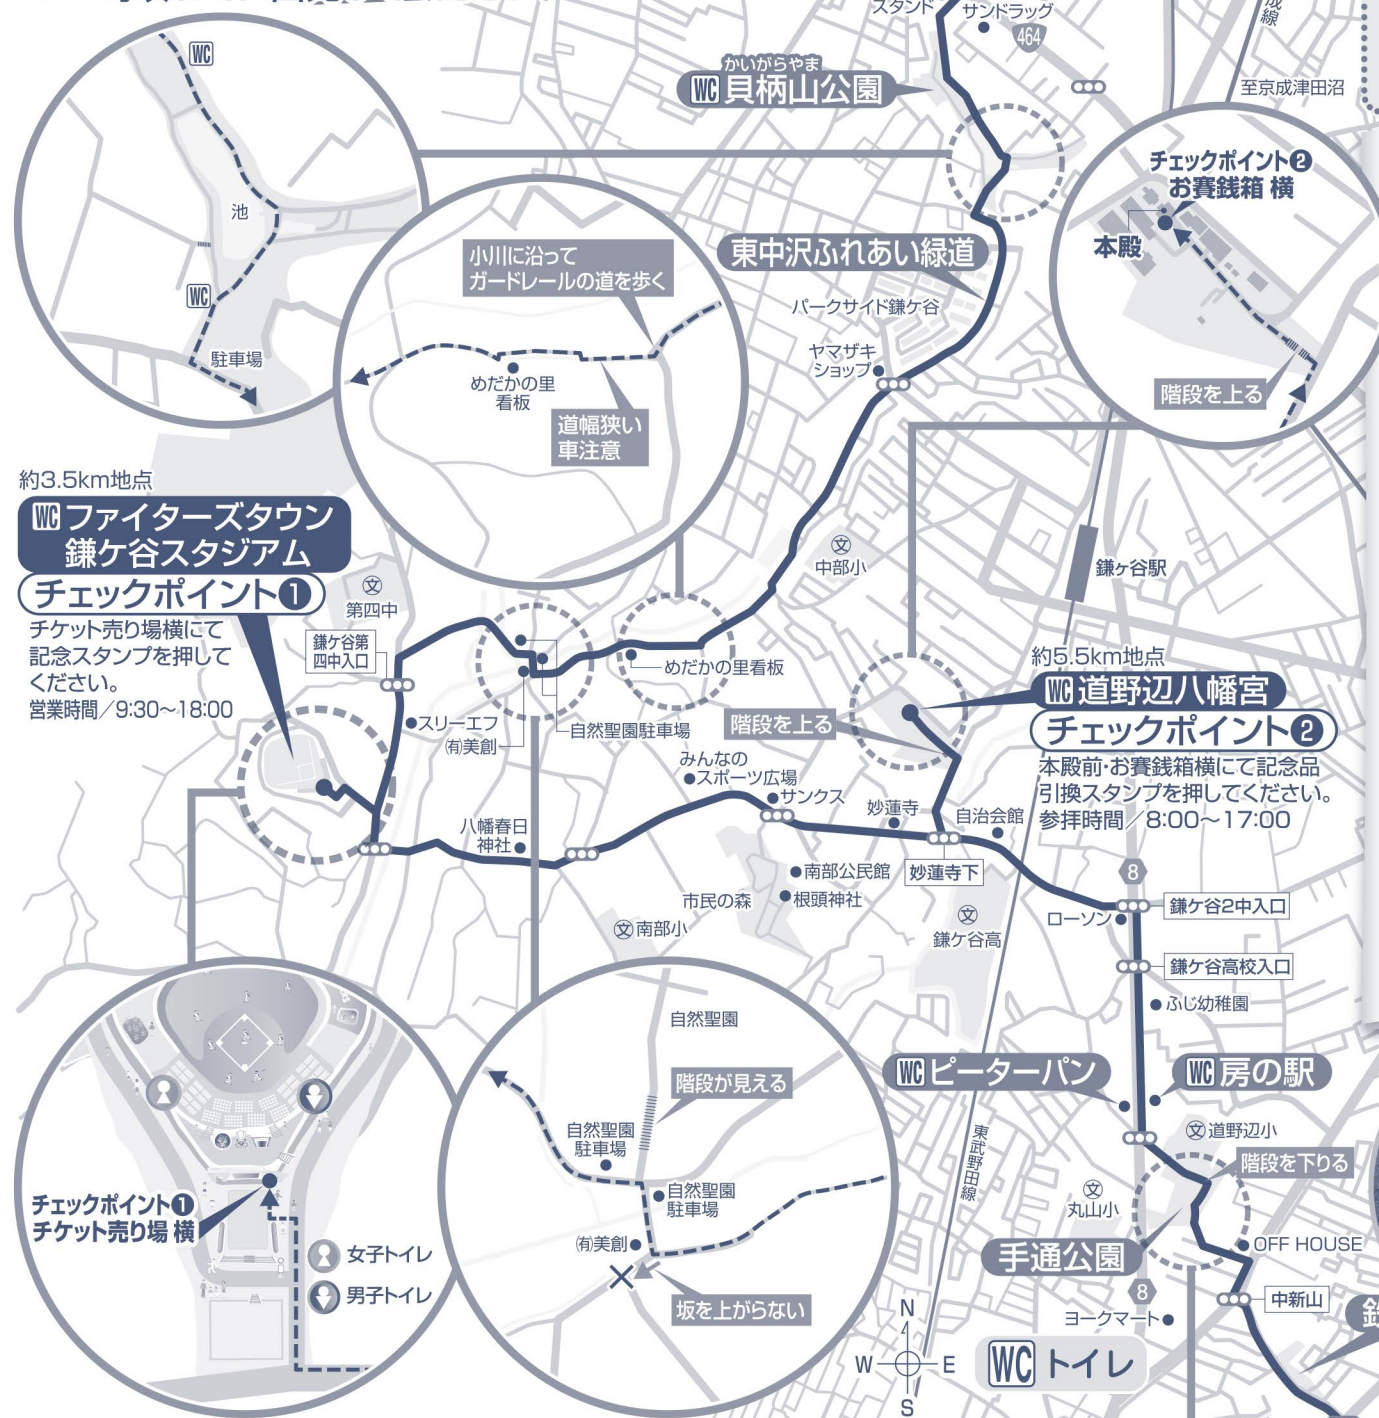 スタンド
サンドラッグ
464
成線
至京成津田沼
かいがらやま
WC 貝柄山公園
WC
池
WC
駐車場
小川に沿って
ガードレールの道を歩く
めだかの里
看板
道幅狭い
車注意
東中沢ふれあい緑道
パークサイド鎌ケ谷
ヤマザキ
ショップ
チェックポイント❷
お賽銭箱 横
本殿
階段を上る
約3.5km地点
WC ファイターズタウン
鎌ケ谷スタジアム
チェックポイント❶
チケット売り場横にて
記念スタンプを押して
ください。
営業時間/9:30〜18:00
文
第四中
鎌ケ谷第
四中入口
スリーエフ
㈲美創
自然聖園駐車場
めだかの里看板
文
中部小
鎌ヶ谷駅
約5.5km地点
WC 道野辺八幡宮
チェックポイント❷
本殿前・お賽銭箱横にて記念品
引換スタンプを押してください。
参拝時間/8:00〜17:00
階段を上る
みんなの
スポーツ広場
サンクス
妙蓮寺
自治会館
八幡春日
神社
南部公民館
妙蓮寺下
市民の森
根頭神社
文 南部小
文
鎌ケ谷高
8
鎌ケ谷2中入口
ローソン
鎌ケ谷高校入口
ふじ幼稚園
WC ピーターパン
WC 房の駅
文 道野辺小
階段を下りる
東武野田線
文
丸山小
手通公園
OFF HOUSE
8
中新山
ヨークマート
チェックポイント❶
チケット売り場 横
女子トイレ
男子トイレ
自然聖園
階段が見える
自然聖園
駐車場
自然聖園
駐車場
㈲美創
坂を上がらない
N
W
E
S
WC トイレ